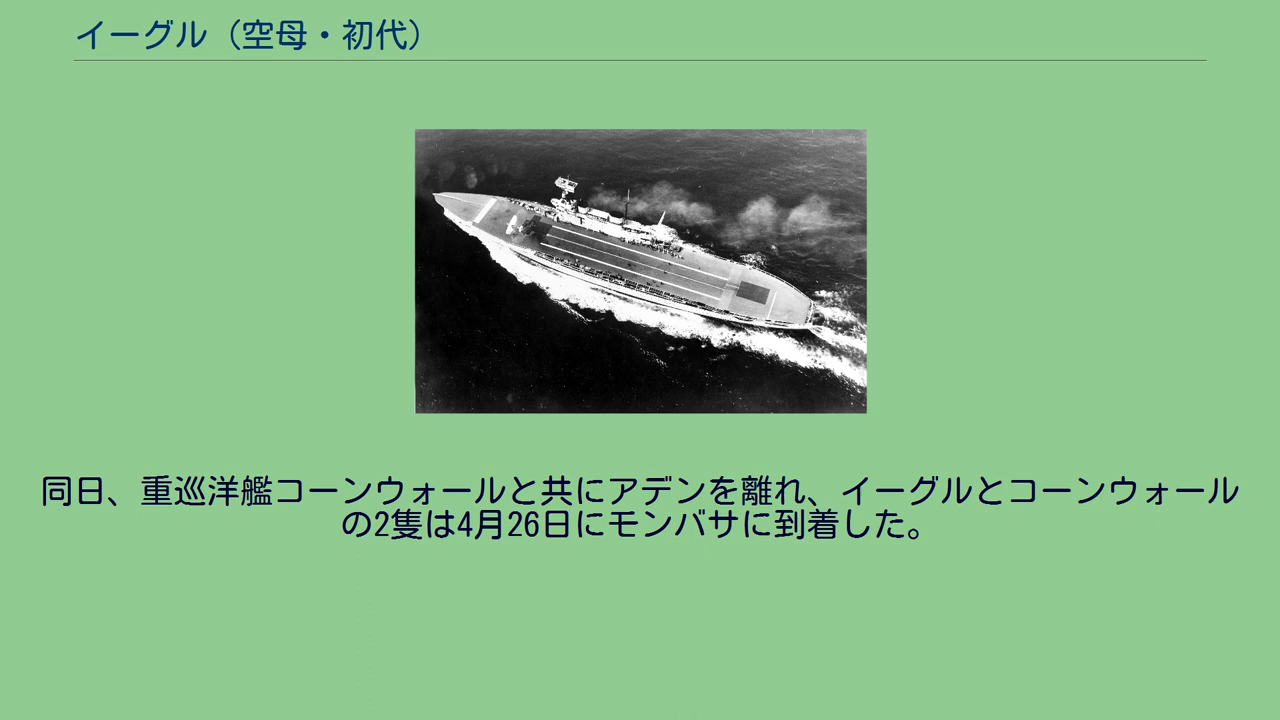 イーグル（空母・初代）
同日、重巡洋艦コーンウォールと共にアデンを離れ、イーグルとコーンウォール
の2隻は4月26日にモンバサに到着した。